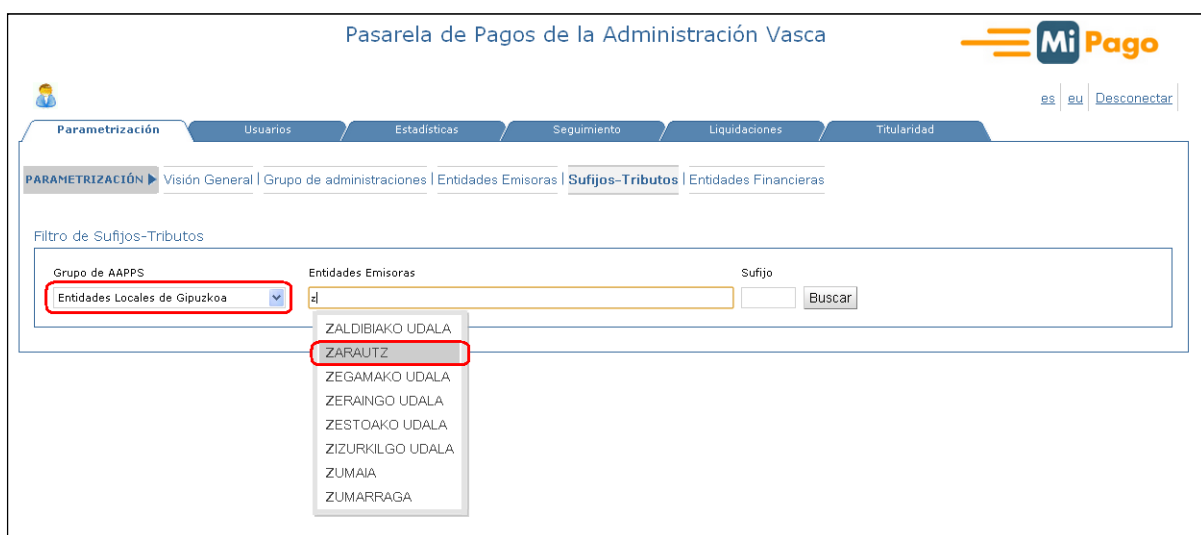 Pasarela de Pagos de la Administración Vasca
Mi Pago
es eu Desconectar
Parametrización Usuarios Estadísticas Seguimiento Liquidaciones Titularidad
PARAMETRIZACIÓN Visión General | Grupo de administraciones | Entidades Emisoras | Sufijos-Tributos | Entidades Financieras
Filtro de Sufijos-Tributos
Grupo de AAPPS Entidades Emisoras Sufijo
Entidades Locales de Gipuzkoa z Buscar
ZALDIBIAKO UDALA
ZARAUTZ
ZEGAMAKO UDALA
ZERAINGO UDALA
ZESTOAKO UDALA
ZIZURKILGO UDALA
ZUMAIA
ZUMARRAGA